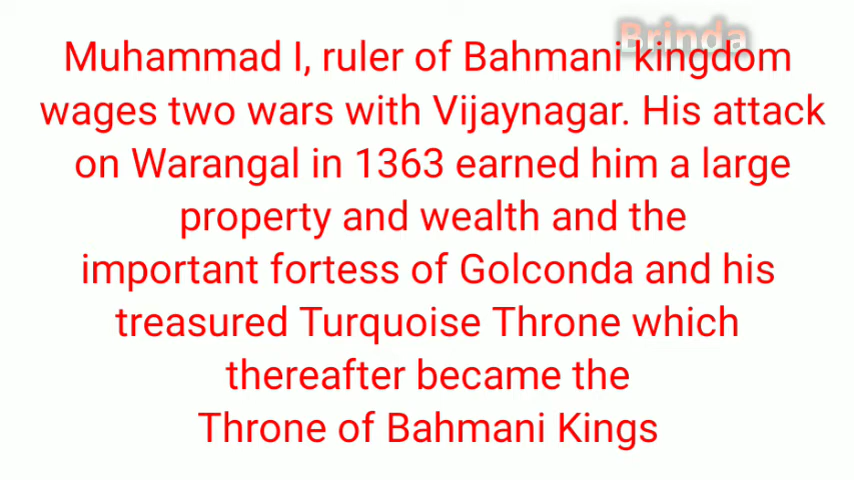 Brinda
Muhammad I, ruler of Bahmani kingdom
wages two wars with Vijaynagar. His attack
on Warangal in 1363 earned him a large
property and wealth and the
important fortess of Golconda and his
treasured Turquoise Throne which
thereafter became the
Throne of Bahmani Kings